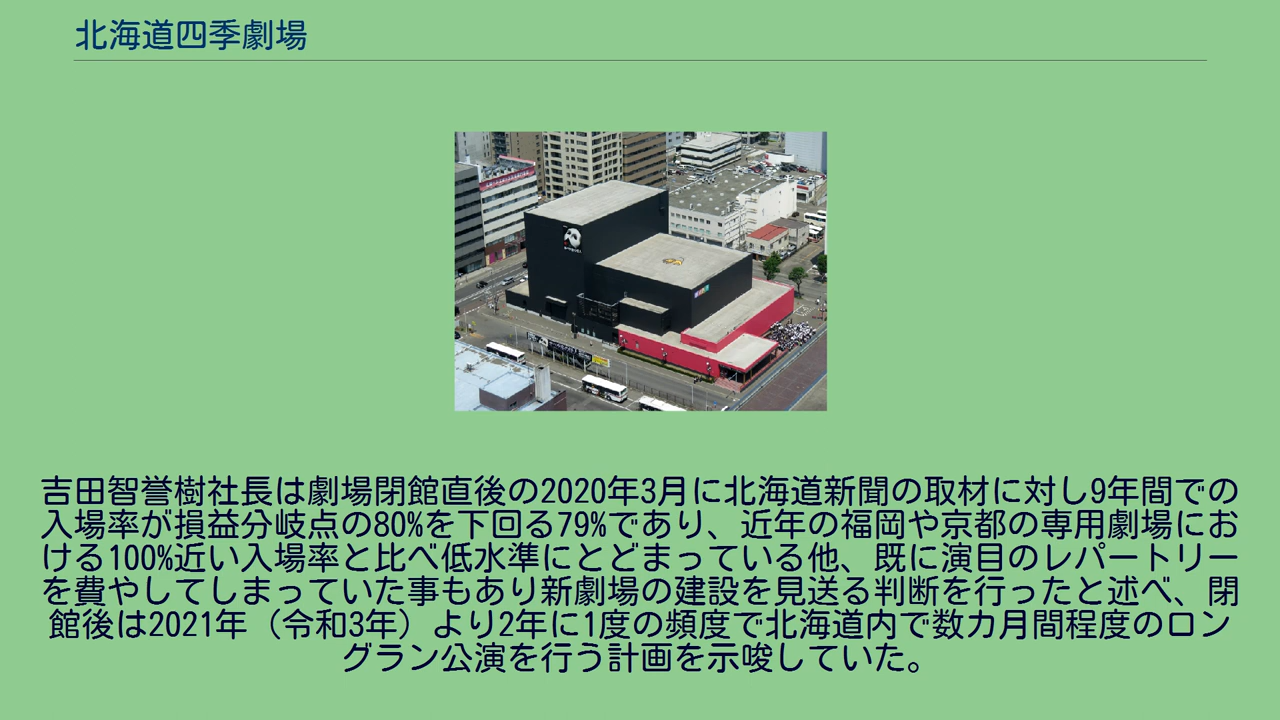 北海道四季劇場
吉田智誉樹社長は劇場閉館直後の2020年3月に北海道新聞の取材に対し9年間での
入場率が損益分岐点の80%を下回る79%であり、近年の福岡や京都の専用劇場にお
ける100%近い入場率と比べ低水準にとどまっている他、既に演目のレパートリー
を費やしてしまっていた事もあり新劇場の建設を見送る判断を行ったと述べ、閉
館後は2021年（令和3年）より2年に1度の頻度で北海道内で数カ月間程度のロン
グラン公演を行う計画を示唆していた。